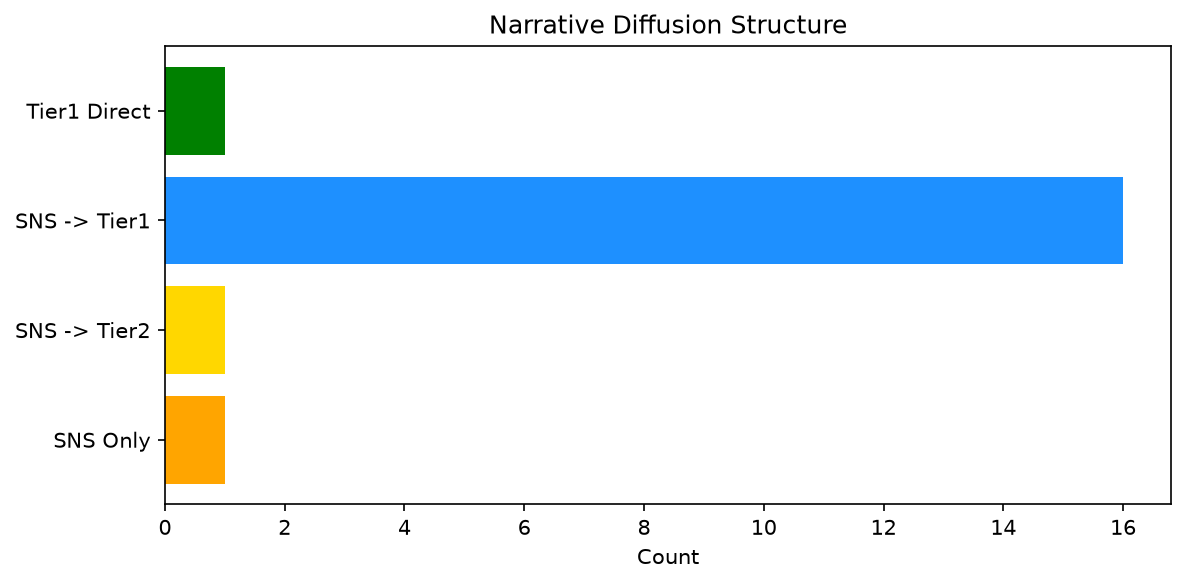 Narrative Diffusion Structure
Tier1 Direct
SNS -> Tier1
SNS -> Tier2
SNS Only
0 2 4 6 8 10 12 14 16
Count